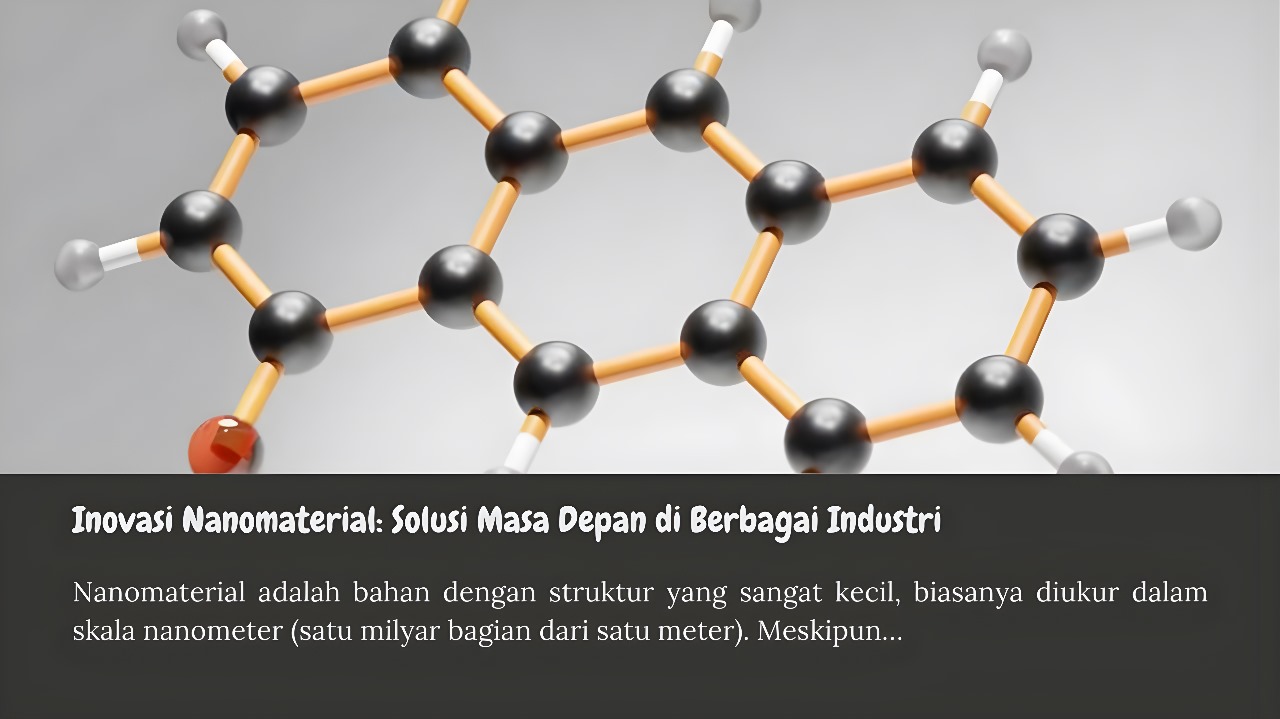 Inovasi Nanomaterial: Solusi Masa Depan di Berbagai Industri
Nanomaterial adalah bahan dengan struktur yang sangat kecil, biasanya diukur dalam
skala nanometer (satu milyar bagian dari satu meter). Meskipun...